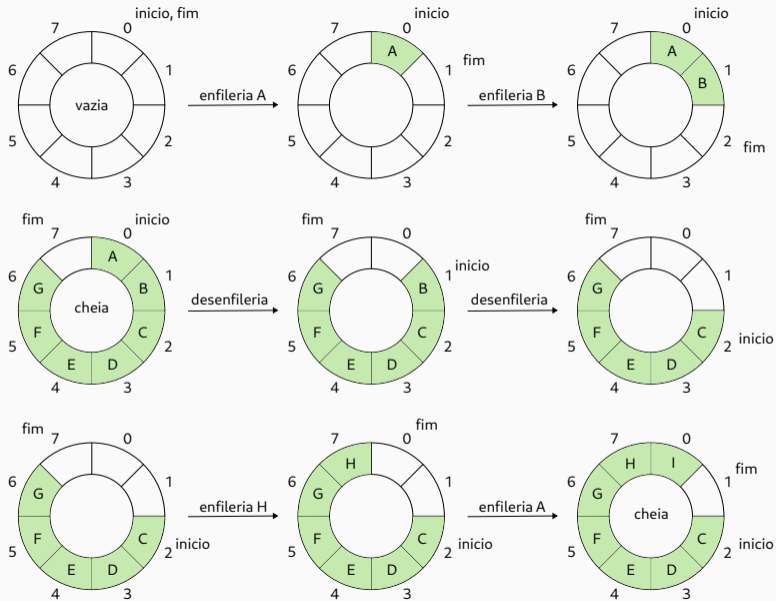 inicio, fim
7 0
6 1
vazia
5 2
4 3
enfileria A
inicio
7 0
A
6 1 fim
5 2
4 3
enfileria B
inicio
7 0
A
6 1
B
5 2 fim
4 3
fim inicio
7 0
A
6 1
G B
cheia
F C
5 2
E D
4 3
desenfileria
fim
7 0
6 1 inicio
G B
F C
5 2
E D
4 3
desenfileria
fim
7 0
6 1
G
F C
5 2 inicio
E D
4 3
fim 7 0
6 1
G
F C
5 2 inicio
E D
4 3
enfileria H
fim
7 0
H
6 1
G
F C
5 2 inicio
E D
4 3
enfileria A
7 0
H I
6 1 fim
G
cheia
F C
5 2 inicio
E D
4 3